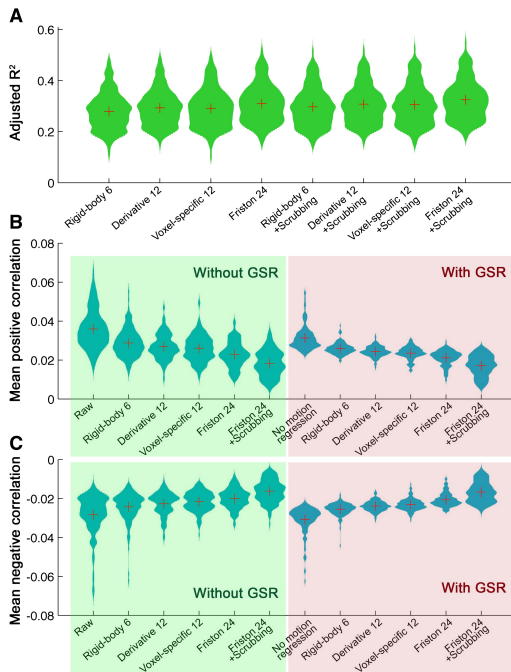 A
Adjusted R²
0.6
0.4
0.2
Rigid-body 6
Derivative 12
Voxel-specific 12
Friston 24
Rigid-body 6
+Scrubbing
Derivative 12
+Scrubbing
Voxel-specific 12
+Scrubbing
Friston 24
+Scrubbing
B
Mean positive correlation
0.08
0.06
0.04
0.02
0
Without GSR
With GSR
Raw
Rigid-body 6
Derivative 12
Voxel-specific 12
Friston 24
Friston 24
+Scrubbing
No motion
regression
Rigid-body 6
Derivative 12
Voxel-specific 12
Friston 24
Friston 24
+Scrubbing
C
Mean negative correlation
0
-0.02
-0.04
-0.06
-0.08
Without GSR
With GSR
Raw
Rigid-body 6
Derivative 12
Voxel-specific 12
Friston 24
Friston 24
+Scrubbing
No motion
regression
Rigid-body 6
Derivative 12
Voxel-specific 12
Friston 24
Friston 24
+Scrubbing